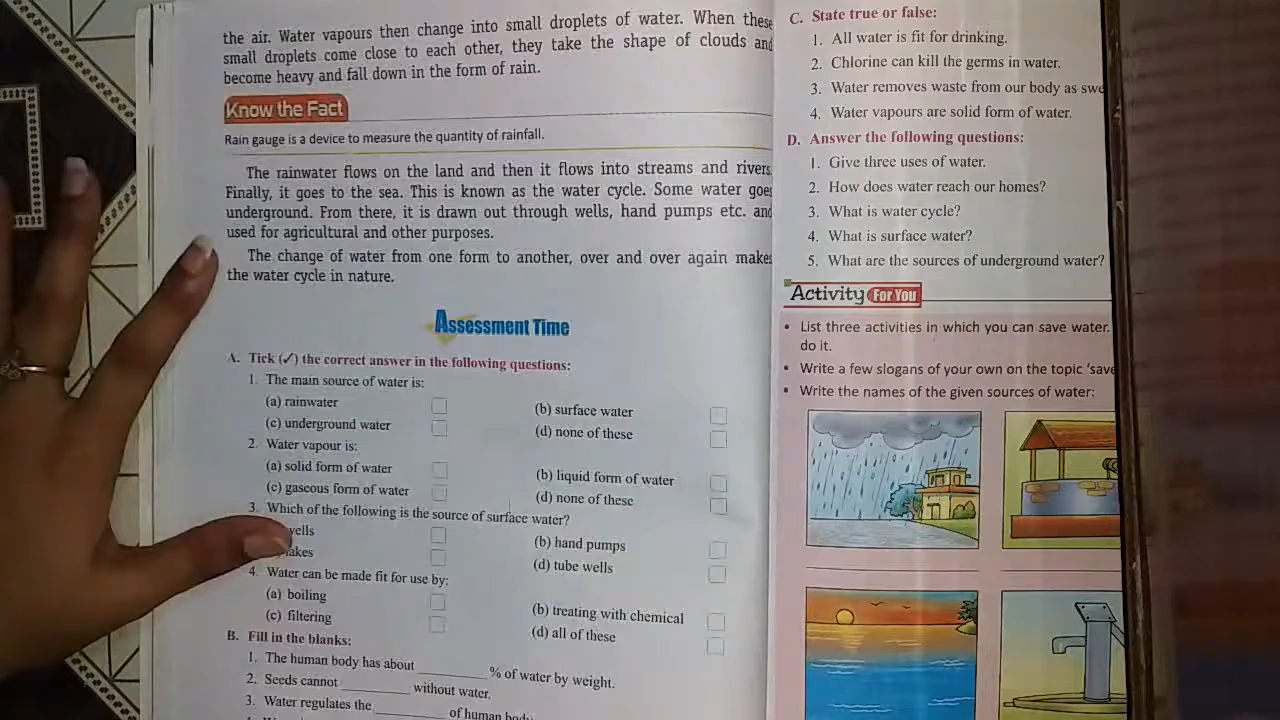 the air. Water vapours then change into small droplets of water. When these
small droplets come close to each other, they take the shape of clouds and
become heavy and fall down in the form of rain.
Know the Fact
Rain gauge is a device to measure the quantity of rainfall.
The rainwater flows on the land and then it flows into streams and rivers
Finally, it goes to the sea. This is known as the water cycle. Some water goes
underground. From there, it is drawn out through wells, hand pumps etc. and
used for agricultural and other purposes.
The change of water from one form to another, over and over again makes
the water cycle in nature.
Assessment Time
A. Tick (✓) the correct answer in the following questions:
1. The main source of water is:
(a) rainwater (b) surface water
(c) underground water (d) none of these
2. Water vapour is:
(a) solid form of water (b) liquid form of water
(c) gaseous form of water (d) none of these
3. Which of the following is the source of surface water?
wells (b) hand pumps
lakes (d) tube wells
4. Water can be made fit for use by:
(a) boiling (b) treating with chemical
(c) filtering (d) all of these
B. Fill in the blanks:
1. The human body has about ________ % of water by weight.
2. Seeds cannot ________ without water.
3. Water regulates the ________ of human body.
C. State true or false:
1. All water is fit for drinking.
2. Chlorine can kill the germs in water.
3. Water removes waste from our body as swe
4. Water vapours are solid form of water.
D. Answer the following questions:
1. Give three uses of water.
2. How does water reach our homes?
3. What is water cycle?
4. What is surface water?
5. What are the sources of underground water?
Activity For You
• List three activities in which you can save water.
do it.
• Write a few slogans of your own on the topic 'save
• Write the names of the given sources of water: